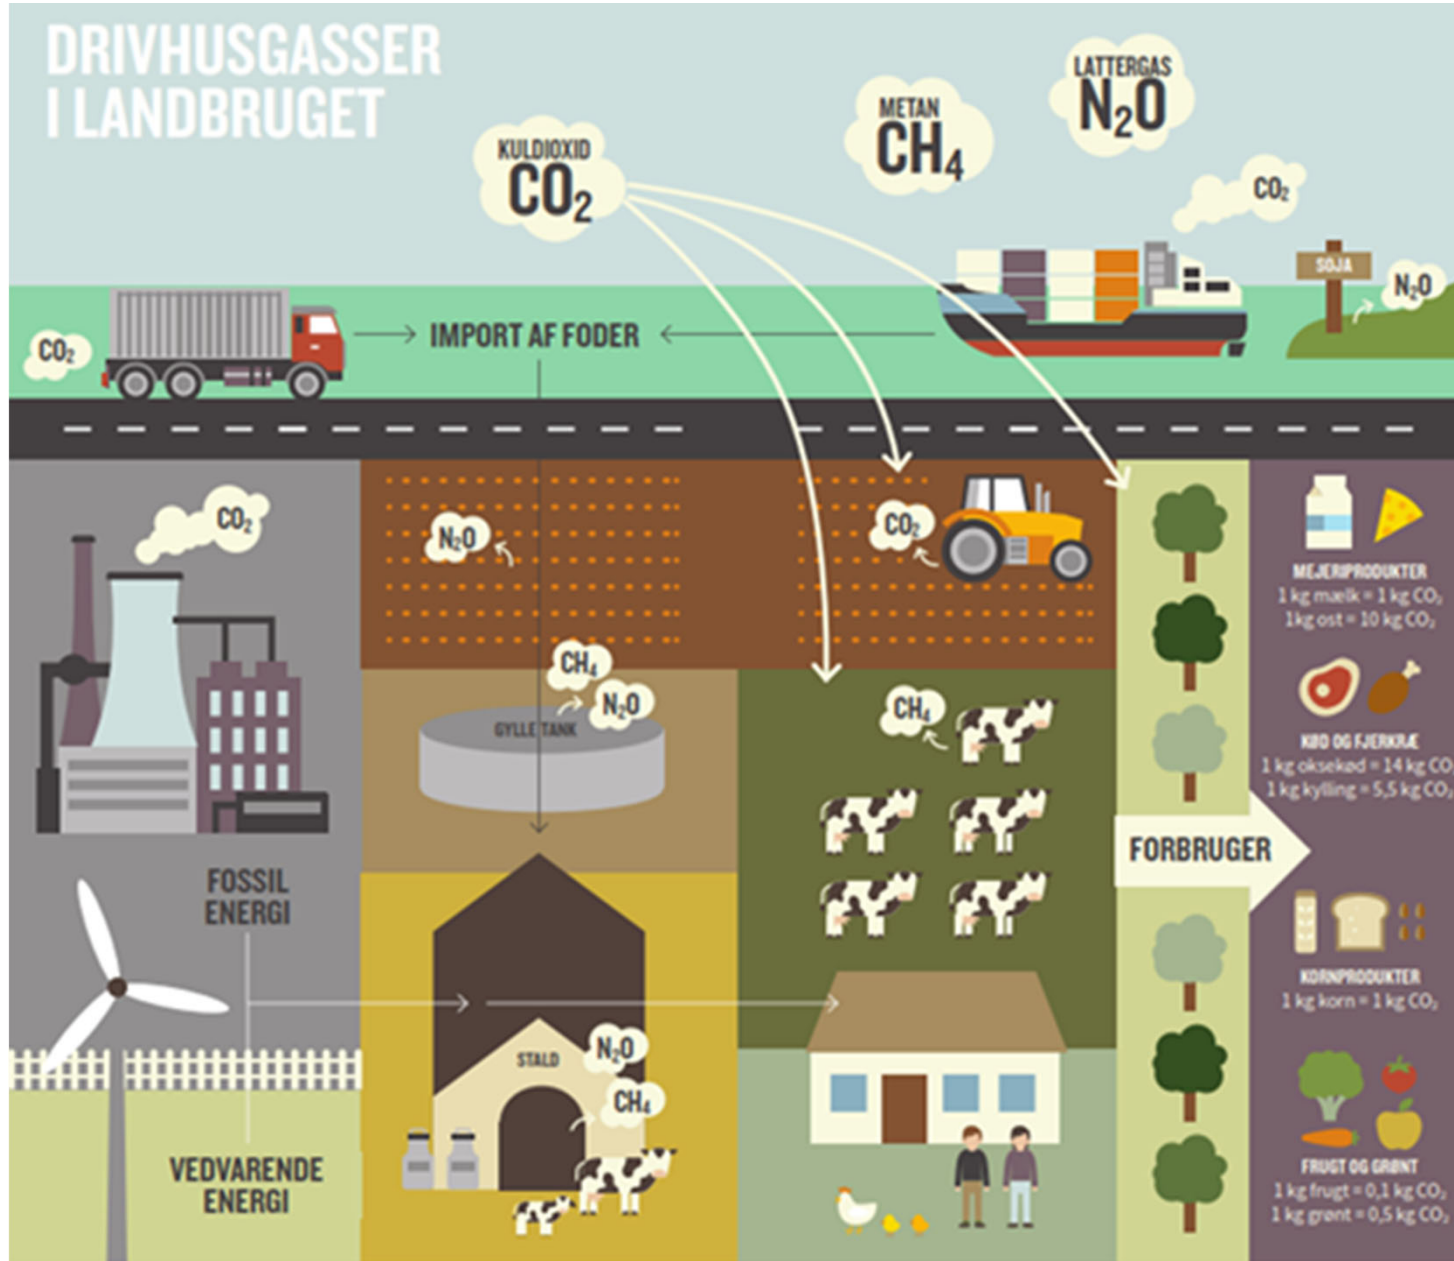 DRIVHUSGASSER
I LANDBRUGET
KULDIOXID
CO₂
METAN
CH₄
LATTERGAS
N₂O
CO₂
SOJA
N₂O
CO₂
IMPORT AF FODER
CO₂
N₂O
CO₂
CH₄
N₂O
GYLLE TANK
CH₄
FOSSIL
ENERGI
VEDVARENDE
ENERGI
STALD
N₂O
CH₄
FORBRUGER
MEJERIPRODUKTER
1 kg mælk = 1 kg CO₂
1kg ost = 10 kg CO₂
KØD OG FJERKRÆ
1 kg oksekød = 14 kg CO
1 kg kylling = 5,5 kg CO₂
KORNPRODUKTER
1 kg korn = 1 kg CO₂
FRUGT OG GRØNT
1 kg frugt = 0,1 kg CO₂
1 kg grønt = 0,5 kg CO₂